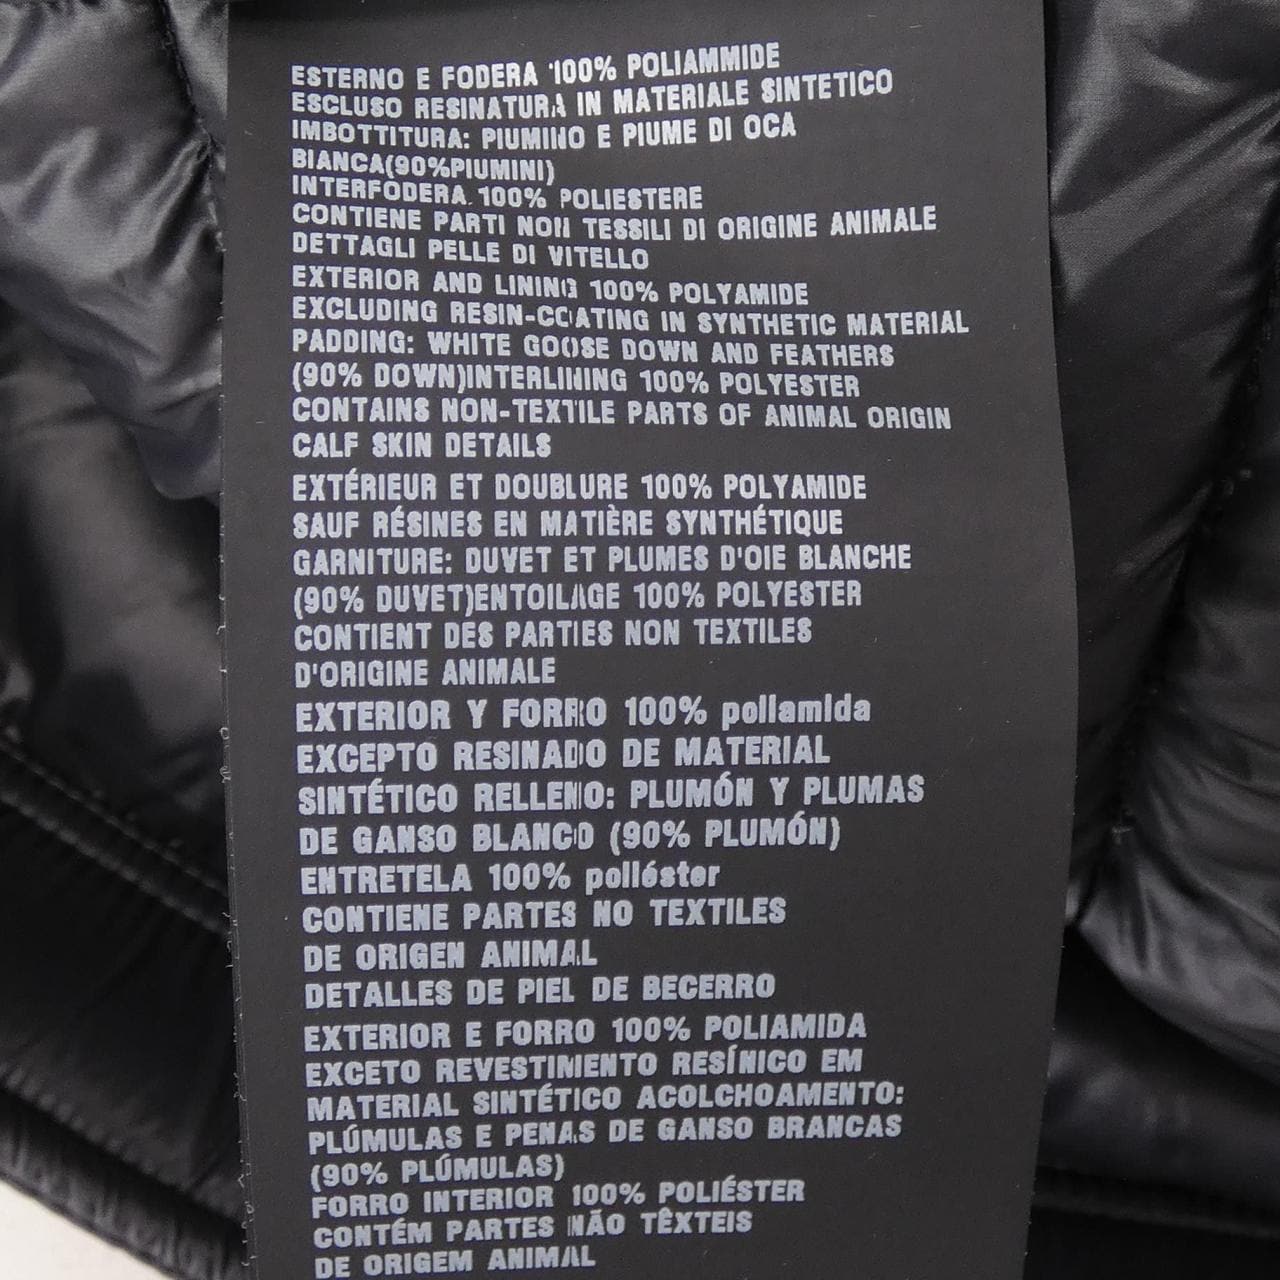 ESTERNO E FODERA 100% POLIAMMIDE
ESCLUSO RESINATURA IN MATERIALE SINTETICO
IMBOTTITURA: PIUMINO E PIUME DI OCA
BIANCA(90%PIUMINI)
INTERFODERA 100% POLIESTERE
CONTIENE PARTI NON TESSILI DI ORIGINE ANIMALE
DETTAGLI PELLE DI VITELLO
EXTERIOR AND LINING 100% POLYAMIDE
EXCLUDING RESIN-COATING IN SYNTHETIC MATERIAL
PADDING: WHITE GOOSE DOWN AND FEATHERS
(90% DOWN)INTERLINING 100% POLYESTER
CONTAINS NON-TEXTILE PARTS OF ANIMAL ORIGIN
CALF SKIN DETAILS
EXTÉRIEUR ET DOUBLURE 100% POLYAMIDE
SAUF RÉSINES EN MATIÈRE SYNTHÉTIQUE
GARNITURE: DUVET ET PLUMES D'OIE BLANCHE
(90% DUVET)ENTOILAGE 100% POLYESTER
CONTIENT DES PARTIES NON TEXTILES
D'ORIGINE ANIMALE
EXTERIOR Y FORRO 100% poliamida
EXCEPTO RESINADO DE MATERIAL
SINTÉTICO RELLENO: PLUMÓN Y PLUMAS
DE GANSO BLANCO (90% PLUMÓN)
ENTRETELA 100% poliéster
CONTIENE PARTES NO TEXTILES
DE ORIGEN ANIMAL
DETALLES DE PIEL DE BECERRO
EXTERIOR E FORRO 100% POLIAMIDA
EXCETO REVESTIMENTO RESÍNICO EM
MATERIAL SINTÉTICO ACOLCHOAMENTO:
PLÚMULAS E PENAS DE GANSO BRANCAS
(90% PLÚMULAS)
FORRO INTERIOR 100% POLIÉSTER
CONTÉM PARTES NÃO TÊXTEIS
DE ORIGEM ANIMAL